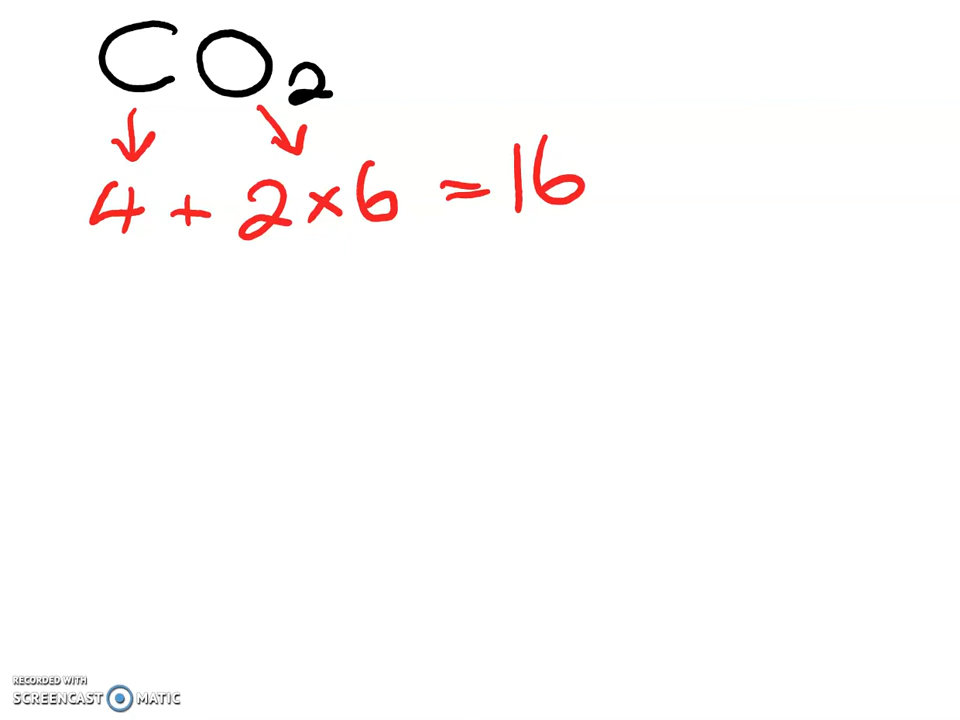 CO₂
4 + 2 × 6 = 16
RECORDED WITH
SCREENCAST MATIC